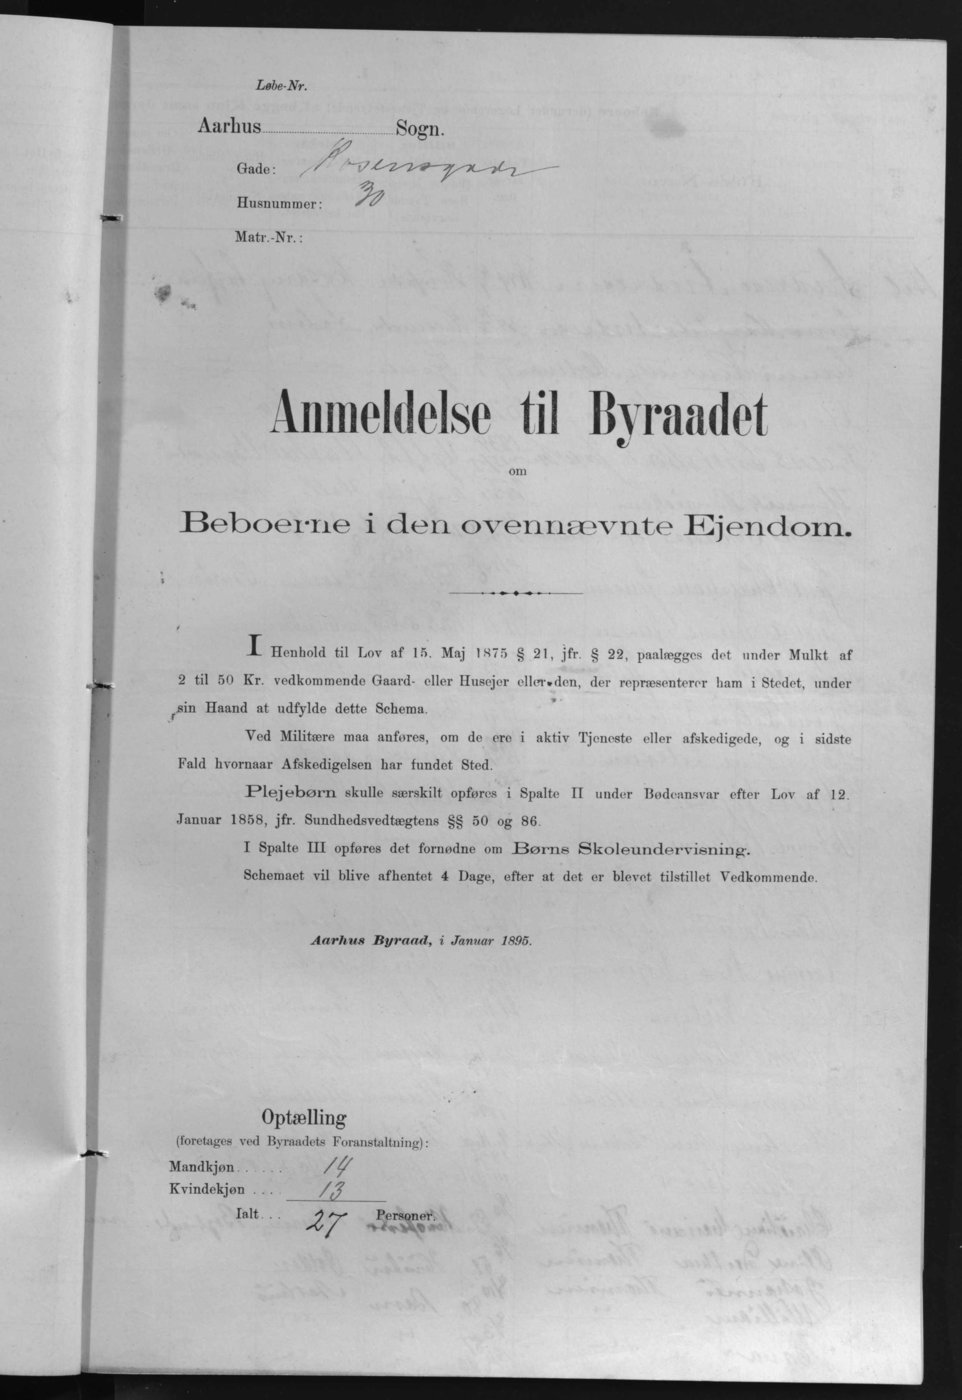 Løbe-Nr.
Aarhus Sogn.
Gade: Rosensgade
Husnummer: 30
Matr.-Nr.:
Anmeldelse til Byraadet
om
Beboerne i den ovennævnte Ejendom.
I Henhold til Lov af 15. Maj 1875 § 21, jfr. § 22, paalægges det under Mulkt af
2 til 50 Kr. vedkommende Gaard- eller Husejer eller den, der repræsenterer ham i Stedet, under
sin Haand at udfylde dette Schema.
Ved Militære maa anføres, om de ere i aktiv Tjeneste eller afskedigede, og i sidste
Fald hvornaar Afskedigelsen har fundet Sted.
Plejebørn skulle særskilt opføres i Spalte II under Bødeansvar efter Lov af 12.
Januar 1858, jfr. Sundhedsvedtægtens §§ 50 og 86.
I Spalte III opføres det fornødne om Børns Skoleundervisning.
Schemaet vil blive afhentet 4 Dage, efter at det er blevet tilstillet Vedkommende.
Aarhus Byraad, i Januar 1895.
Optælling
(foretages ved Byraadets Foranstaltning):
Mandkjøn...... 14
Kvindekjøn .... 13
Ialt... 27 Personer.